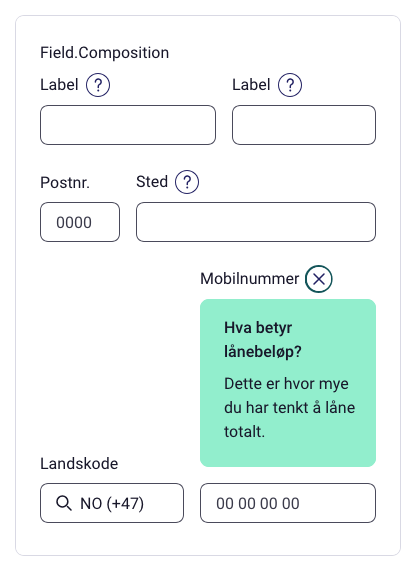 Field.Composition
Label ? Label ?
Postnr. Sted ?
0000
Mobilnummer
Hva betyr
lånebeløp?
Dette er hvor mye
du har tenkt å låne
totalt.
Landskode
NO (+47) 00 00 00 00